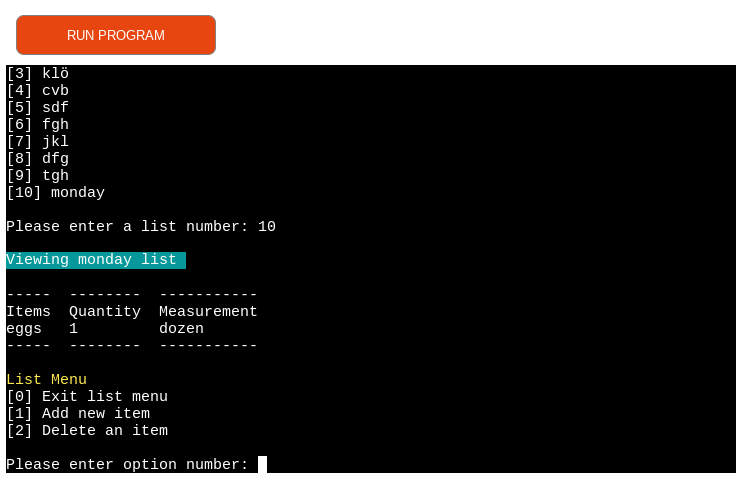 RUN PROGRAM
[3] klö
[4] cvb
[5] sdf
[6] fgh
[7] jkl
[8] dfg
[9] tgh
[10] monday
Please enter a list number: 10
Viewing monday list
-----  --------  -----------
Items  Quantity  Measurement
eggs   1         dozen
-----  --------  -----------
List Menu
[0] Exit list menu
[1] Add new item
[2] Delete an item
Please enter option number: